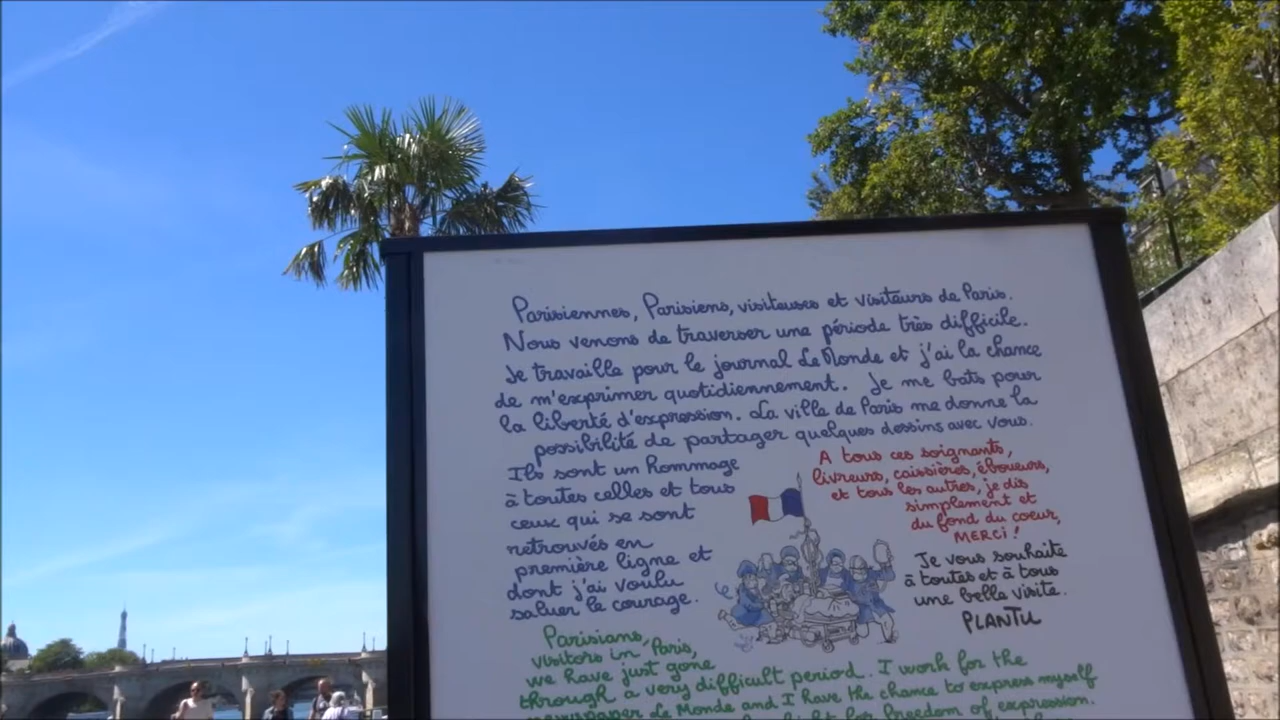 Parisiennes, Parisiens, visiteuses et visiteurs de Paris.
Nous venons de traverser une période très difficile.
Je travaille pour le journal Le Monde et j'ai la chance
de m'exprimer quotidiennement. Je me bats pour
la liberté d'expression. La ville de Paris me donne la
possibilité de partager quelques dessins avec vous.
Ils sont un hommage
à toutes celles et tous
ceux qui se sont
retrouvés en
première ligne et
dont j'ai voulu
saluer le courage.
A tous ces soignants,
livreurs, caissières, éboueurs,
et tous les autres, je dis
simplement et
du fond du coeur,
MERCI !
Je vous souhaite
à toutes et à tous
une belle visite.
PLANTU
Parisians,
visitors in Paris,
we have just gone
through a very difficult period. I work for the
newspaper Le Monde and I have the chance to express myself
fight for freedom of expression.